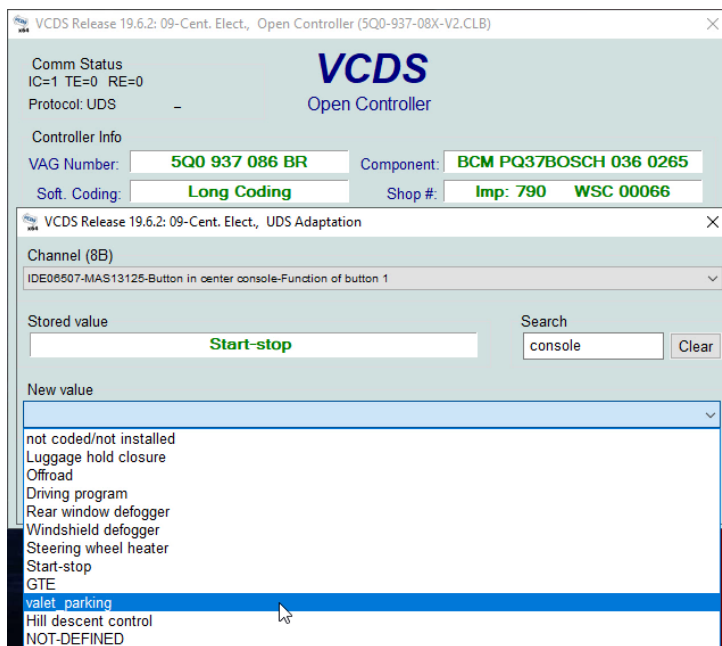 VCDS Release 19.6.2: 09-Cent. Elect., Open Controller (5Q0-937-08X-V2.CLB)
Comm Status
IC=1 TE=0 RE=0
Protocol: UDS
VCDS
Open Controller
Controller Info
VAG Number: 5Q0 937 086 BR Component: BCM PQ37BOSCH 036 0265
Soft. Coding: Long Coding Shop #: Imp: 790 WSC 00066
VCDS Release 19.6.2: 09-Cent. Elect., UDS Adaptation
Channel (8B)
IDE06507-MAS13125-Button in center console-Function of button 1
Stored value Search
Start-stop console Clear
New value
not coded/not installed
Luggage hold closure
Offroad
Driving program
Rear window defogger
Windshield defogger
Steering wheel heater
Start-stop
GTE
valet_parking
Hill descent control
NOT-DEFINED